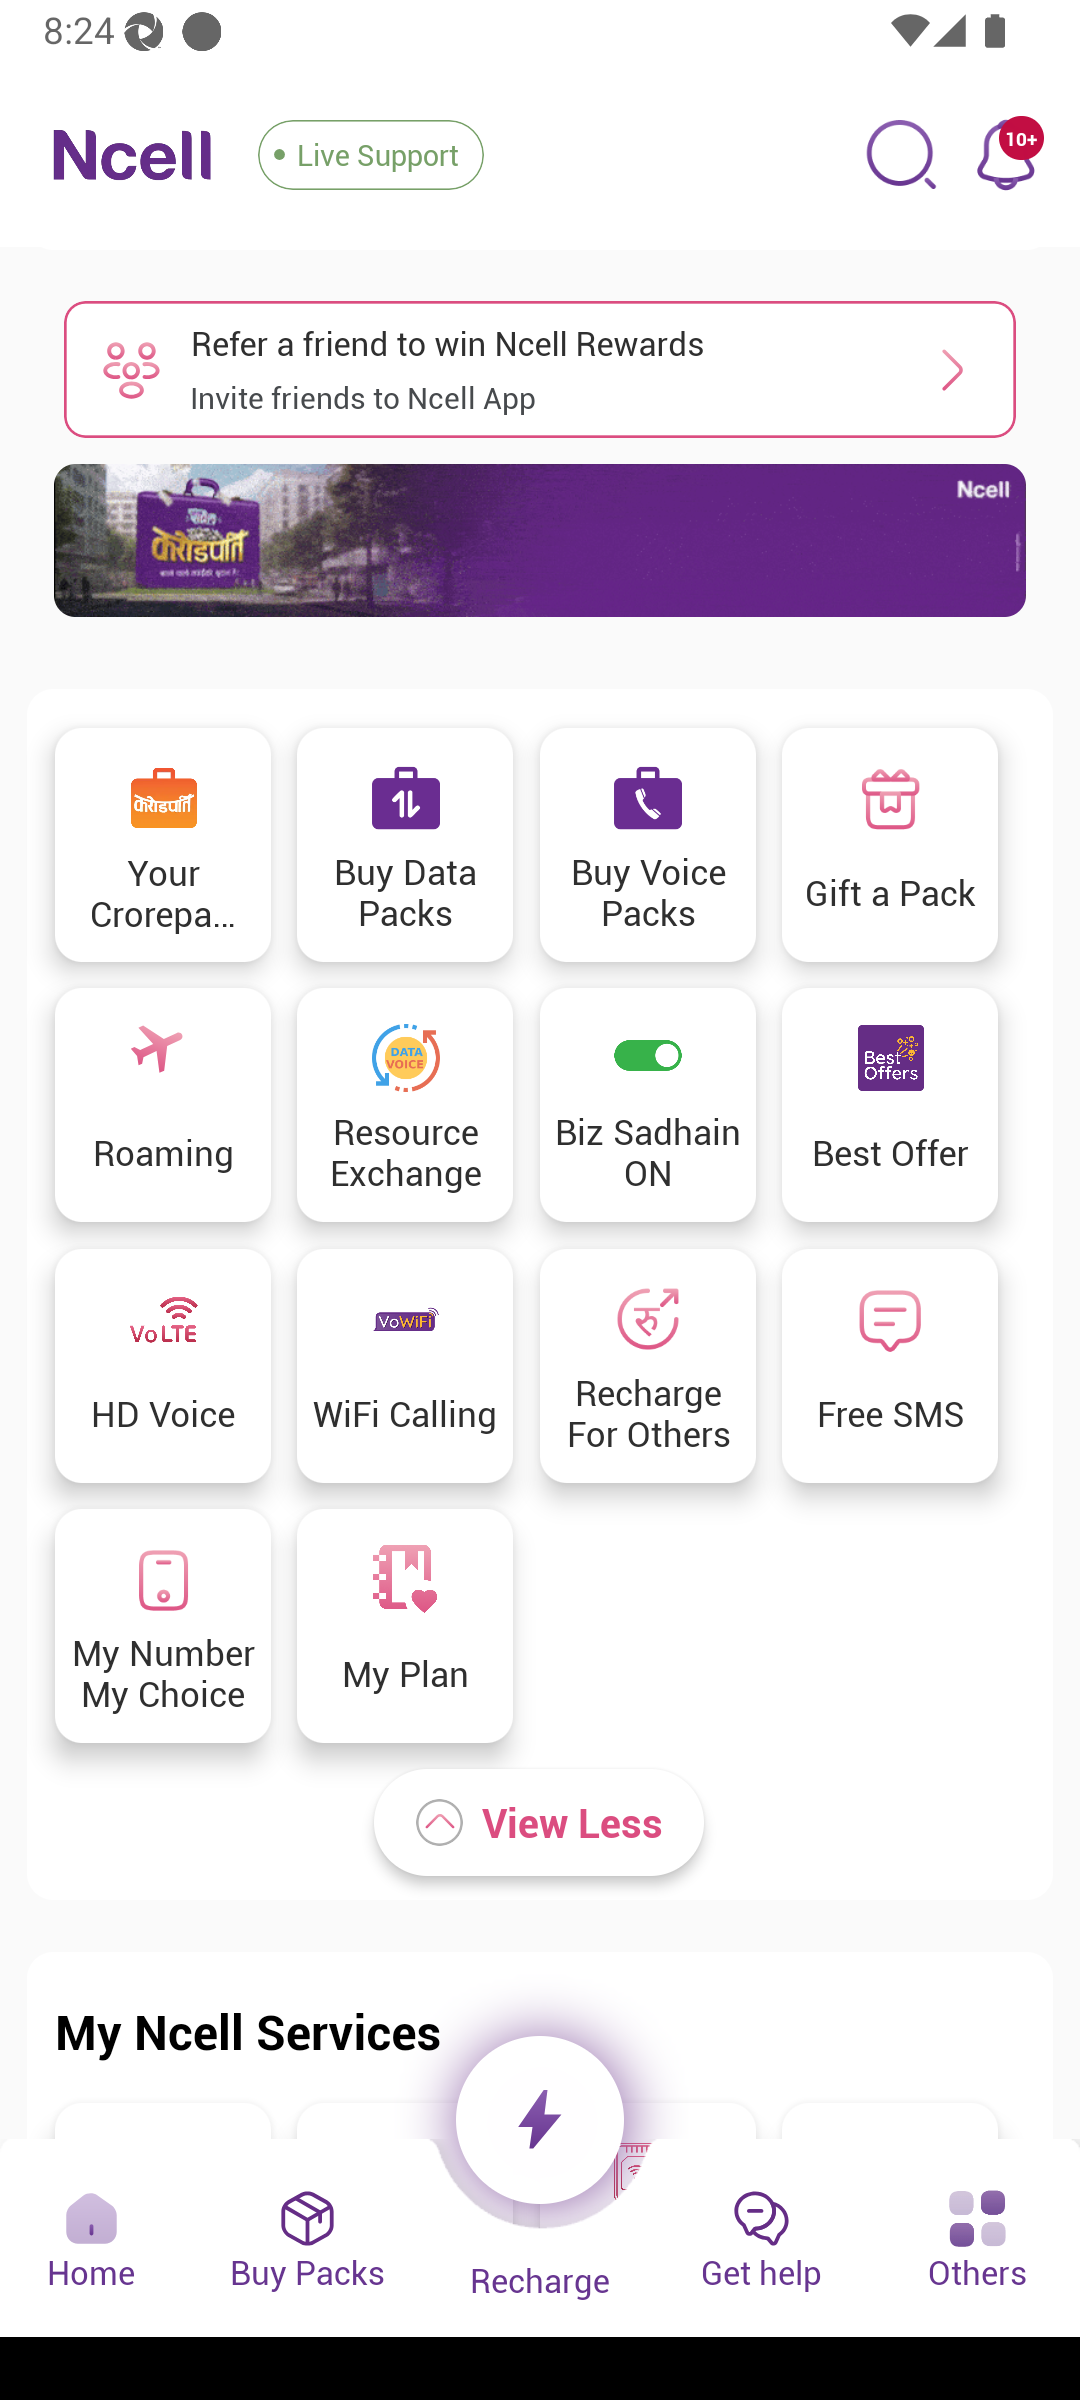 8:24
Ncell
Live Support
10+
Refer a friend to win Ncell Rewards
Invite friends to Ncell App
Ncell
करोडपति
करोडपति
Your
Crorepa...
Buy Data
Packs
Buy Voice
Packs
Gift a Pack
Roaming
DATA
VOICE
Resource
Exchange
Biz Sadhain
ON
Best
Offers
Best Offer
VoLTE
HD Voice
VoWiFi
WiFi Calling
रु
Recharge
For Others
Free SMS
My Number
My Choice
My Plan
View Less
My Ncell Services
Home
Buy Packs
Recharge
Get help
Others